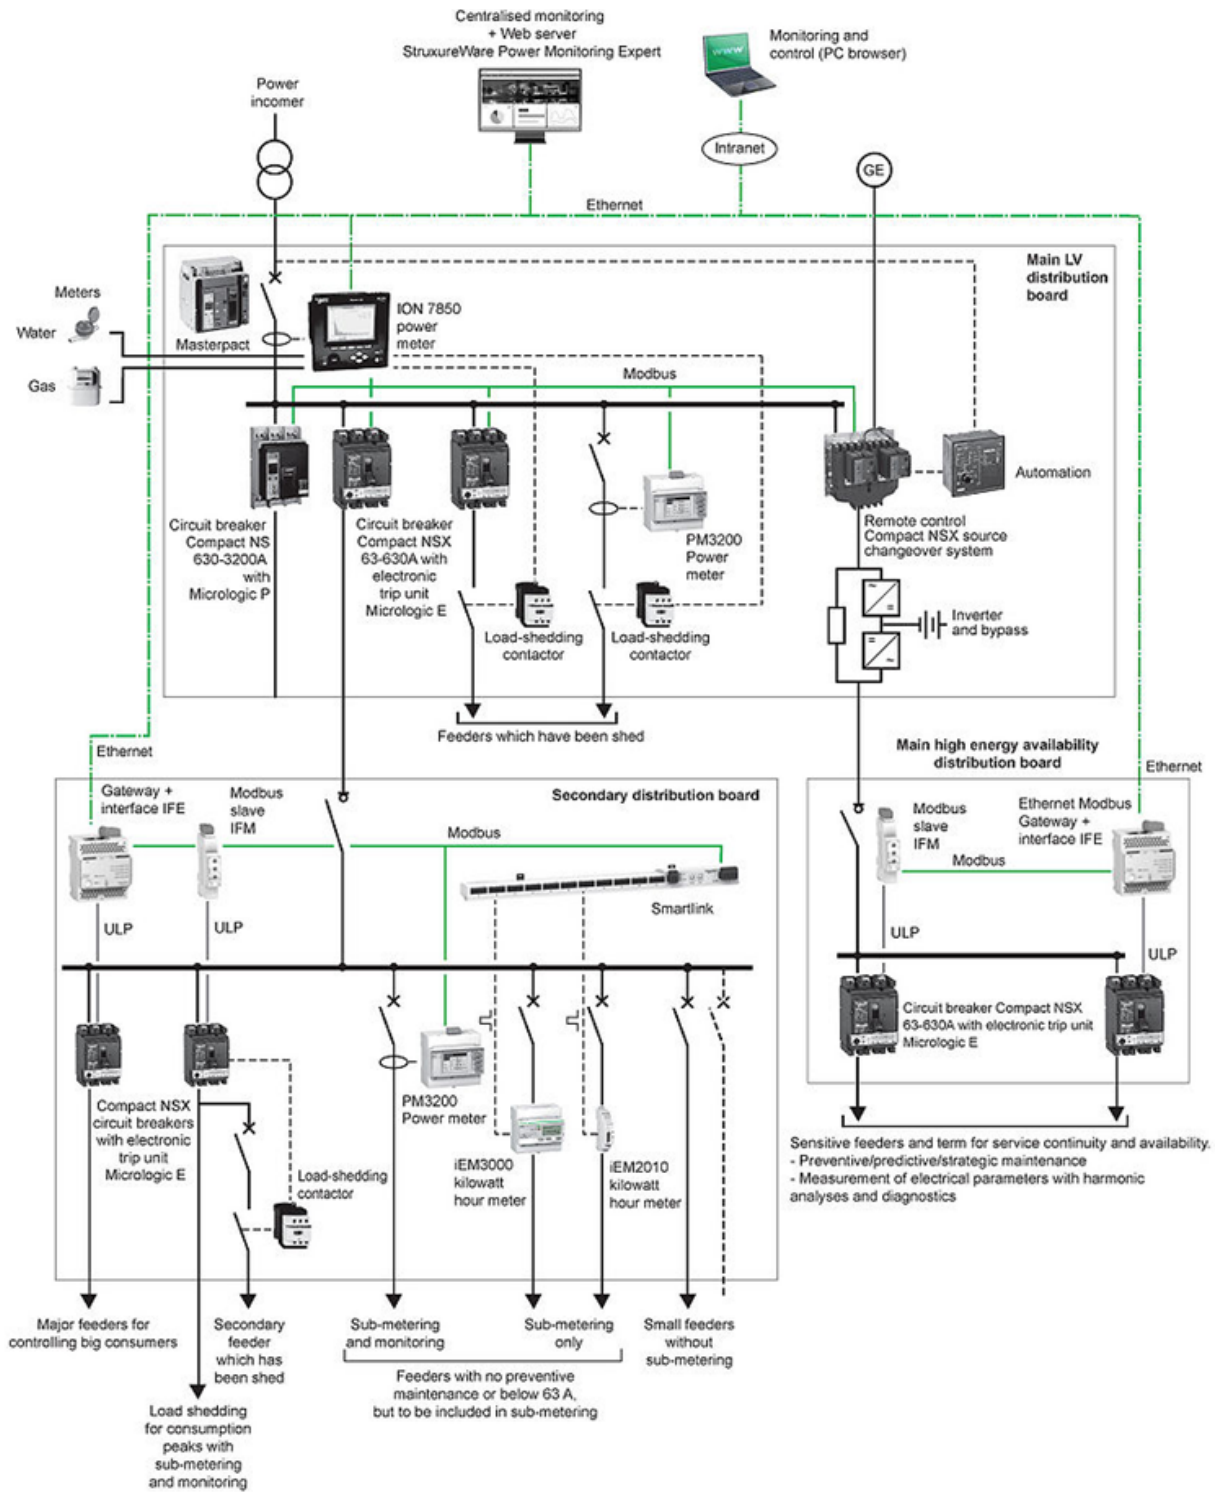 Centralised monitoring
+ Web server
StruxureWare Power Monitoring Expert
Monitoring and
control (PC browser)
www
Power
incomer
Intranet
GE
Ethernet
Main LV
distribution
board
Meters
Water
Gas
Masterpact
ION 7850
power
meter
Modbus
Automation
Circuit breaker
Compact NS
630-3200A
with
Micrologic P
Circuit breaker
Compact NSX
63-630A with
electronic
trip unit
Micrologic E
PM3200
Power
meter
Remote control
Compact NSX source
changeover system
Load-shedding
contactor
Load-shedding
contactor
Inverter
and bypass
Feeders which have been shed
Ethernet
Main high energy availability
distribution board
Ethernet
Gateway +
interface IFE
Modbus
slave
IFM
Secondary distribution board
Modbus
Smartlink
ULP
ULP
Modbus
slave
IFM
Ethernet Modbus
Gateway +
interface IFE
Modbus
ULP
ULP
Circuit breaker Compact NSX
63-630A with electronic trip unit
Micrologic E
Compact NSX
circuit breakers
with electronic
trip unit
Micrologic E
Load-shedding
contactor
PM3200
Power meter
iEM3000
kilowatt
hour meter
iEM2010
kilowatt
hour meter
Sensitive feeders and term for service continuity and availability.
- Preventive/predictive/strategic maintenance
- Measurement of electrical parameters with harmonic
analyses and diagnostics
Major feeders for
controlling big consumers
Secondary
feeder
which has
been shed
Sub-metering
and monitoring
Sub-metering
only
Small feeders
without
sub-metering
Feeders with no preventive
maintenance or below 63 A,
but to be included in sub-metering
Load shedding
for consumption
peaks with
sub-metering
and monitoring